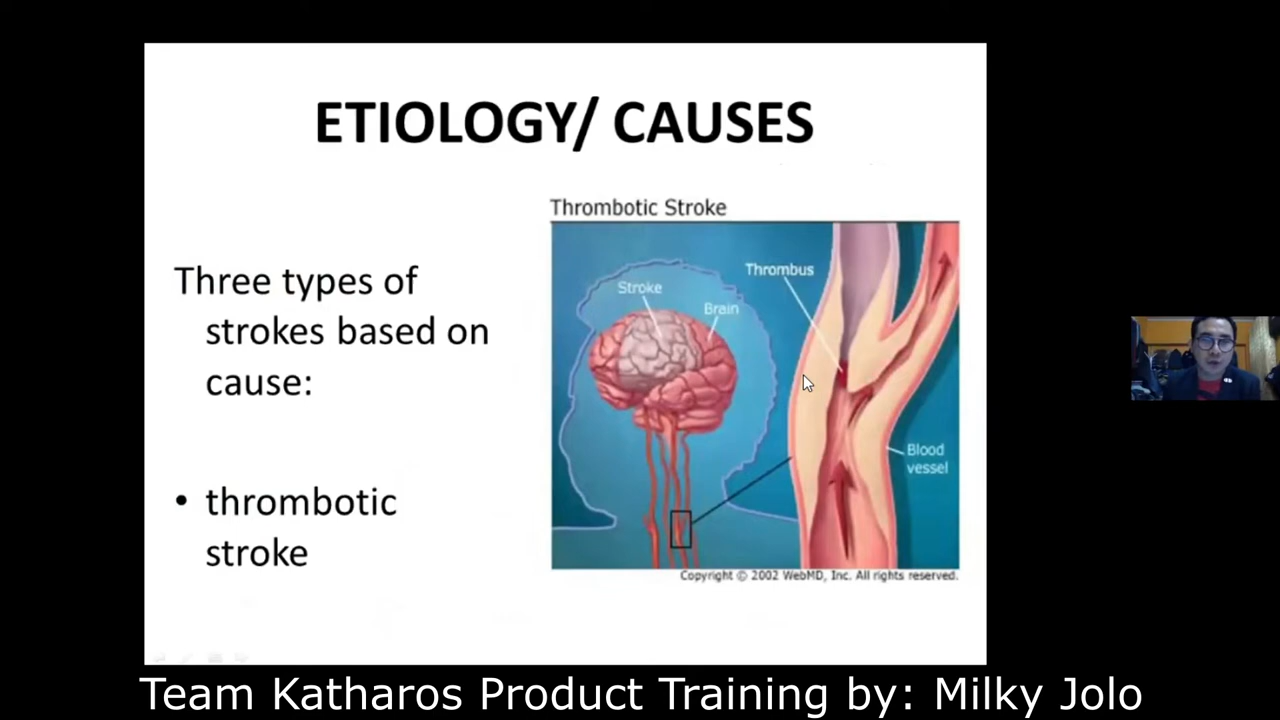 ETIOLOGY/ CAUSES
Three types of
strokes based on
cause:
• thrombotic
stroke
Thrombotic Stroke
Thrombus
Stroke
Brain
Blood
vessel
Copyright © 2002 WebMD, Inc. All rights reserved.
Team Katharos Product Training by: Milky Jolo